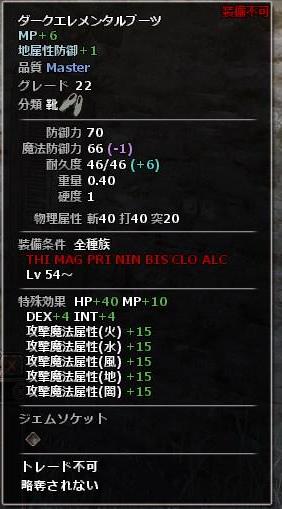 装備不可
ダークエレメンタルブーツ
MP+6
地属性防御+1
品質 Master
グレード 22
分類 靴
防御力 70
魔法防御力 66 (-1)
耐久度 46/46 (+6)
重量 0.40
硬度 1
物理属性 斬40 打40 突20
装備条件 全種族
THI MAG PRI NIN BIS CLO ALC
Lv 54～
特殊効果 HP+40 MP+10
DEX+4 INT+4
攻撃魔法属性(火) +15
攻撃魔法属性(水) +15
攻撃魔法属性(風) +15
攻撃魔法属性(地) +15
攻撃魔法属性(闇) +15
ジェムソケット
トレード不可
略奪されない